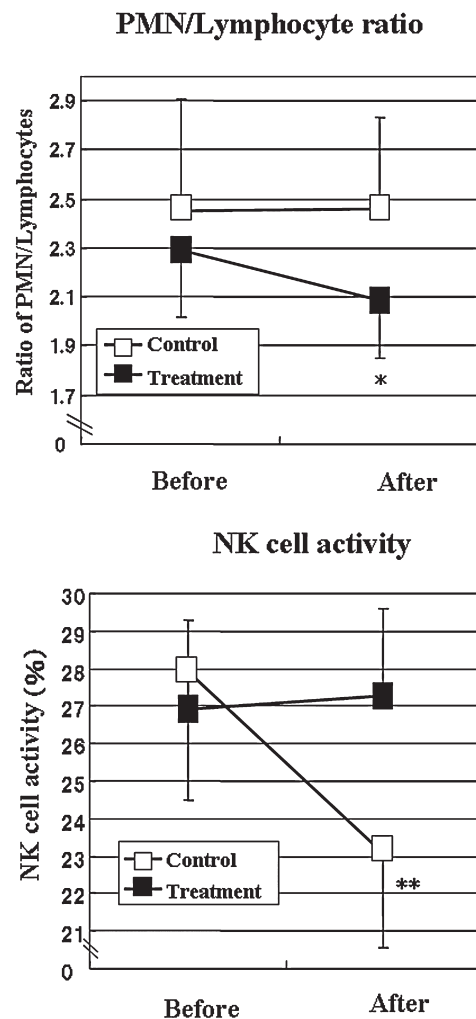 PMN/Lymphocyte ratio
Ratio of PMN/Lymphocytes
2.9
2.7
2.5
2.3
2.1
1.9
1.7
0
Control
Treatment
*
Before After
NK cell activity
NK cell activity (%)
30
29
28
27
26
25
24
23
22
21
0
Control
Treatment
**
Before After